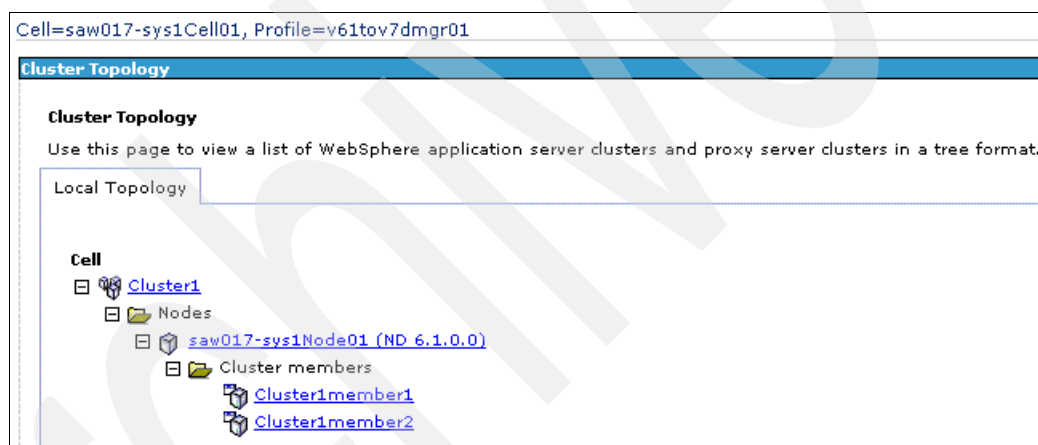 Cell=saw017-sys1Cell01, Profile=v61tov7dmgr01
Cluster Topology
Cluster Topology
Use this page to view a list of WebSphere application server clusters and proxy server clusters in a tree format.
Local Topology
Cell
Cluster1
Nodes
saw017-sys1Node01 (ND 6.1.0.0)
Cluster members
Cluster1member1
Cluster1member2